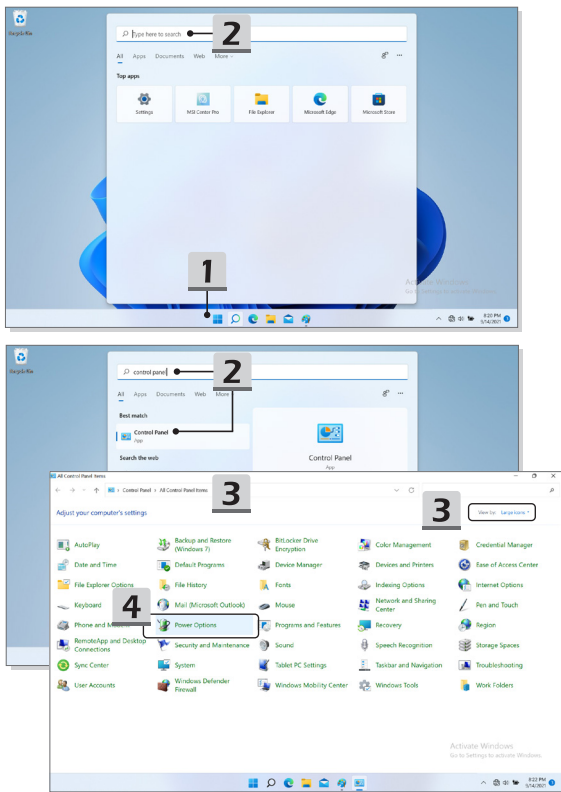 Recycle Bin
Type here to search
2
All Apps Documents Web More
Top apps
Settings
MSI Center Pro
File Explorer
Microsoft Edge
Microsoft Store
1
Activate Windows
Go to Settings to activate Windows.
8:20 PM
5/14/2021
Recycle Bin
control panel
2
All Apps Documents Web More
Best match
Control Panel
App
Search the web
Control Panel
App
All Control Panel Items
Control Panel > All Control Panel Items
3
3
Adjust your computer's settings
View by: Large icons
AutoPlay
Backup and Restore (Windows 7)
BitLocker Drive Encryption
Color Management
Credential Manager
Date and Time
Default Programs
Device Manager
Devices and Printers
Ease of Access Center
File Explorer Options
File History
Fonts
Indexing Options
Internet Options
Keyboard
4
Mail (Microsoft Outlook)
Mouse
Network and Sharing Center
Pen and Touch
Phone and
Power Options
Programs and Features
Recovery
Region
RemoteApp and Desktop Connections
Security and Maintenance
Sound
Speech Recognition
Storage Spaces
Sync Center
System
Tablet PC Settings
Taskbar and Navigation
Troubleshooting
User Accounts
Windows Defender Firewall
Windows Mobility Center
Windows Tools
Work Folders
Activate Windows
Go to Settings to activate Windows.
8:22 PM
5/14/2021